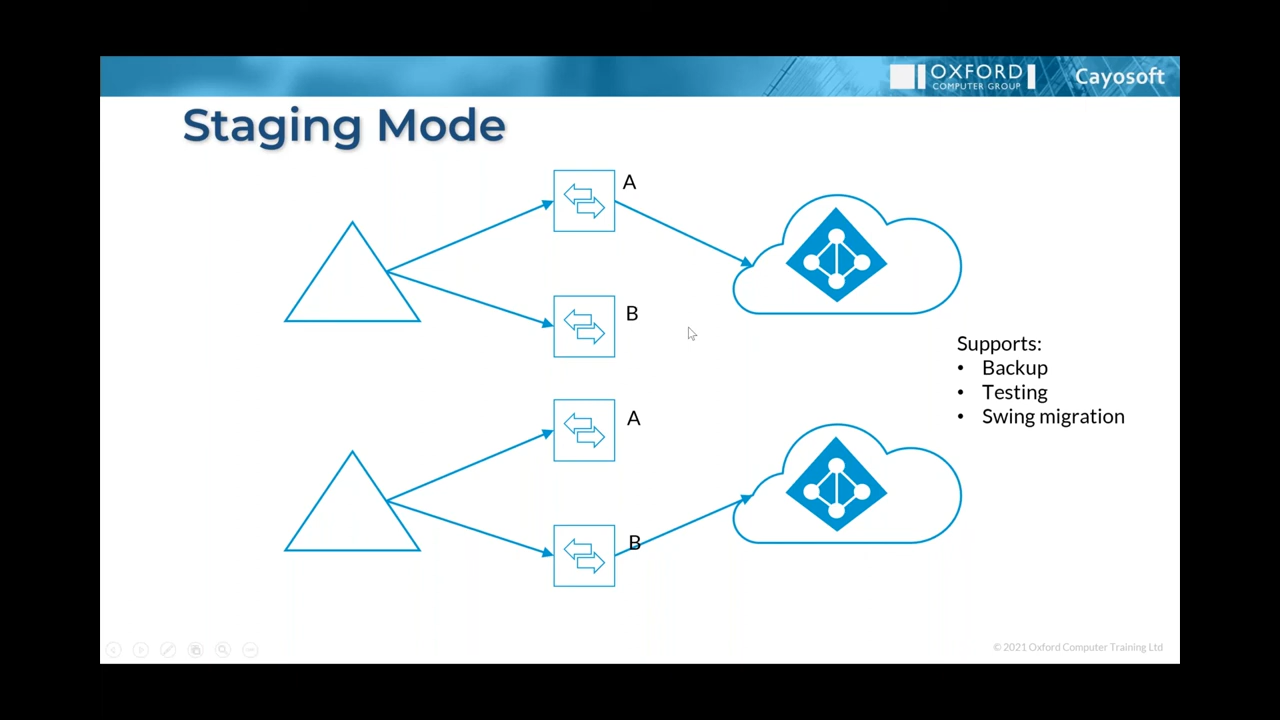 OXFORD
COMPUTER GROUP
Cayosoft
Staging Mode
A
B
Supports:
• Backup
• Testing
• Swing migration
A
B
© 2021 Oxford Computer Training Ltd